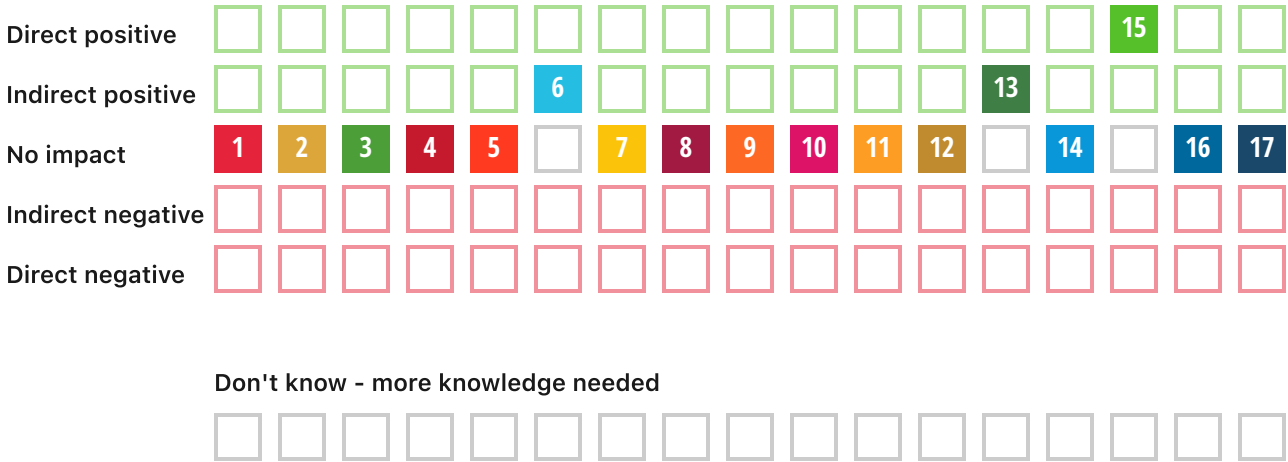 Direct positive 15
Indirect positive 6 13
No impact 1 2 3 4 5 7 8 9 10 11 12 14 16 17
Indirect negative
Direct negative
Don't know - more knowledge needed